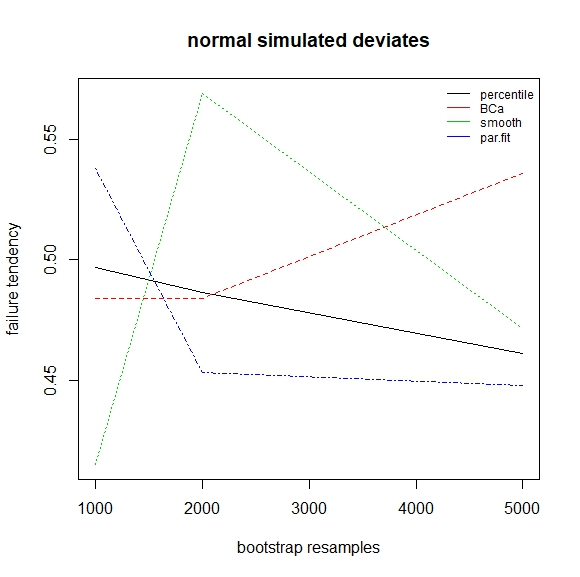 normal simulated deviates
percentile
BCa
smooth
par.fit
failure tendency
0.55
0.50
0.45
1000 2000 3000 4000 5000
bootstrap resamples